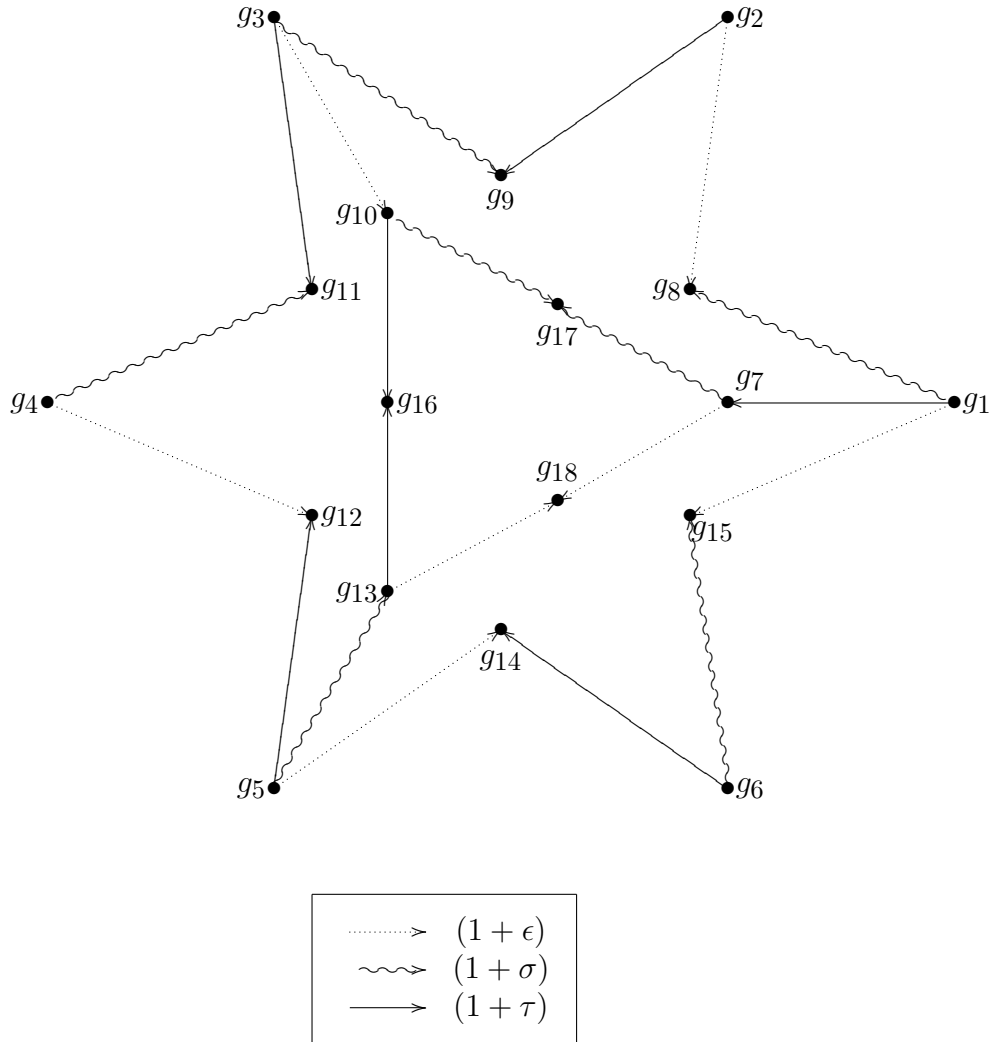 g₃ g₂
g₉
g₁₀
g₁₁ g₈
g₁₇
g₇
g₄ g₁₆ g₁
g₁₈
g₁₂ g₁₅
g₁₃
g₁₄
g₅ g₆
(1 + ϵ)
(1 + σ)
(1 + τ)